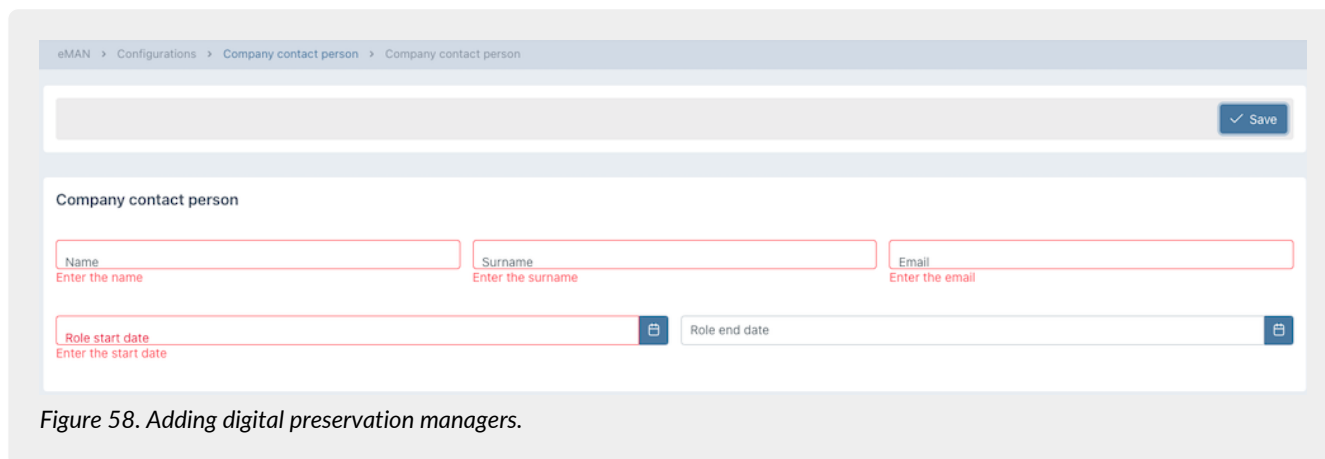 eMAN > Configurations > Company contact person > Company contact person
Save
Company contact person
Name Surname Email
Enter the name Enter the surname Enter the email
Role start date Role end date
Enter the start date
Figure 58. Adding digital preservation managers.